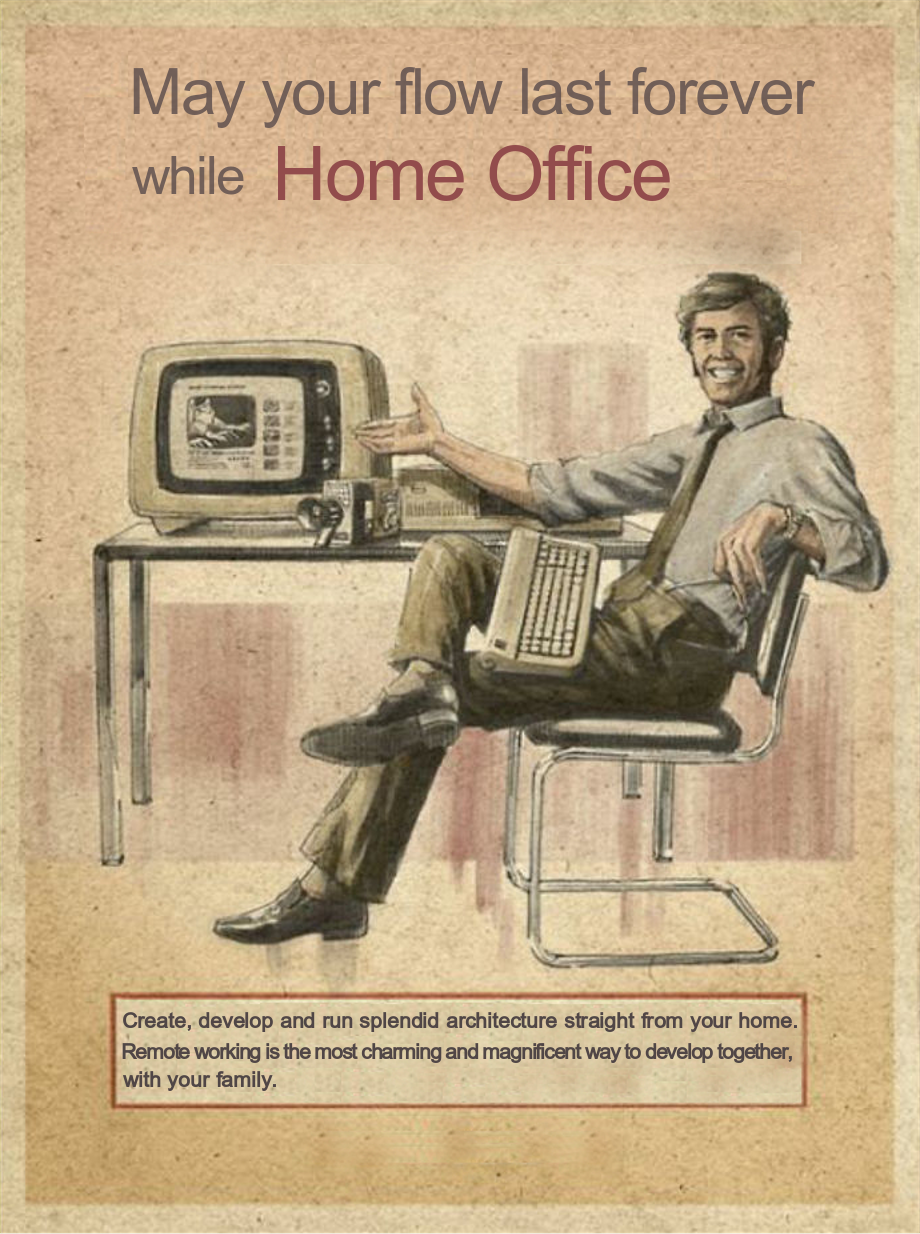 May your flow last forever
while Home Office
Create, develop and run splendid architecture straight from your home.
Remote working is the most charming and magnificent way to develop together,
with your family.